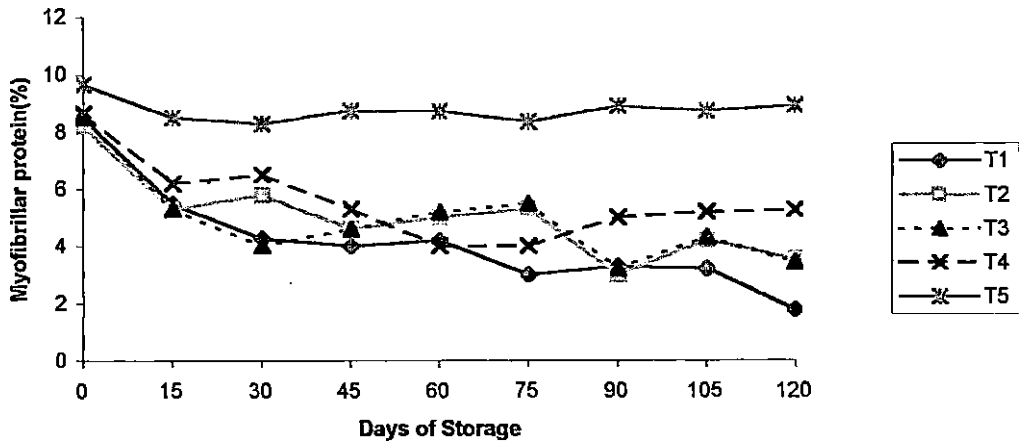 12
10
8
6
4
2
0
Myofibrillar protein(%)
0 15 30 45 60 75 90 105 120
Days of Storage
T1
T2
T3
T4
T5